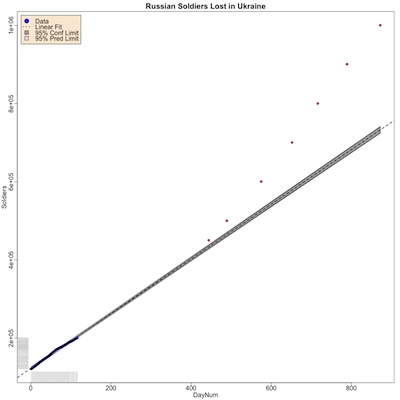 Russian Soldiers Lost in Ukraine
Data
Linear Fit
95% Conf Limit
95% Pred Limit
Soldiers
1e+06
8e+05
6e+05
4e+05
2e+05
0 200 400 600 800
DayNum